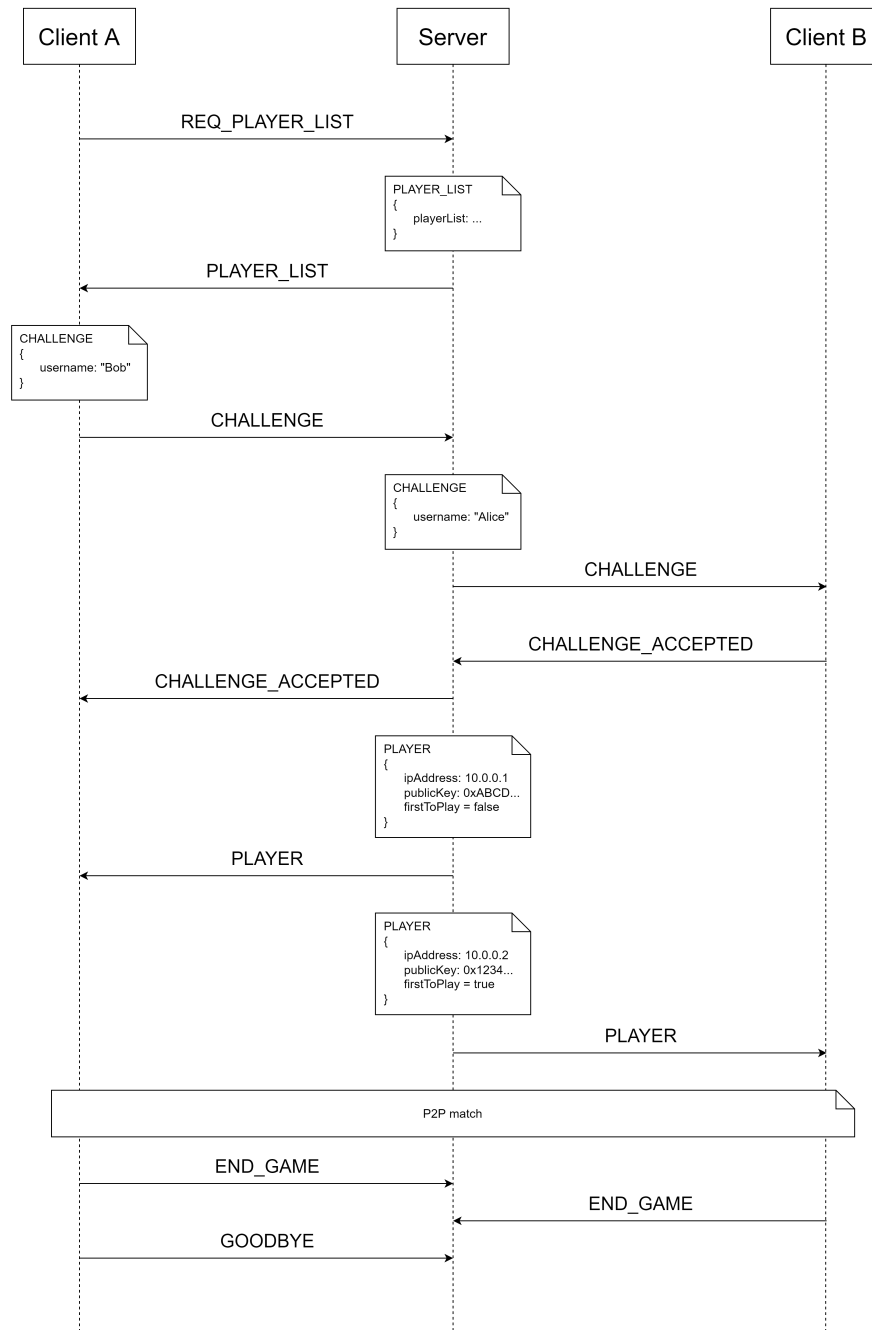 Client A
Server
Client B
REQ_PLAYER_LIST
PLAYER_LIST
{
playerList: ...
}
PLAYER_LIST
CHALLENGE
{
username: "Bob"
}
CHALLENGE
CHALLENGE
{
username: "Alice"
}
CHALLENGE
CHALLENGE_ACCEPTED
CHALLENGE_ACCEPTED
PLAYER
{
ipAddress: 10.0.0.1
publicKey: 0xABCD...
firstToPlay = false
}
PLAYER
PLAYER
{
ipAddress: 10.0.0.2
publicKey: 0x1234...
firstToPlay = true
}
PLAYER
P2P match
END_GAME
END_GAME
GOODBYE